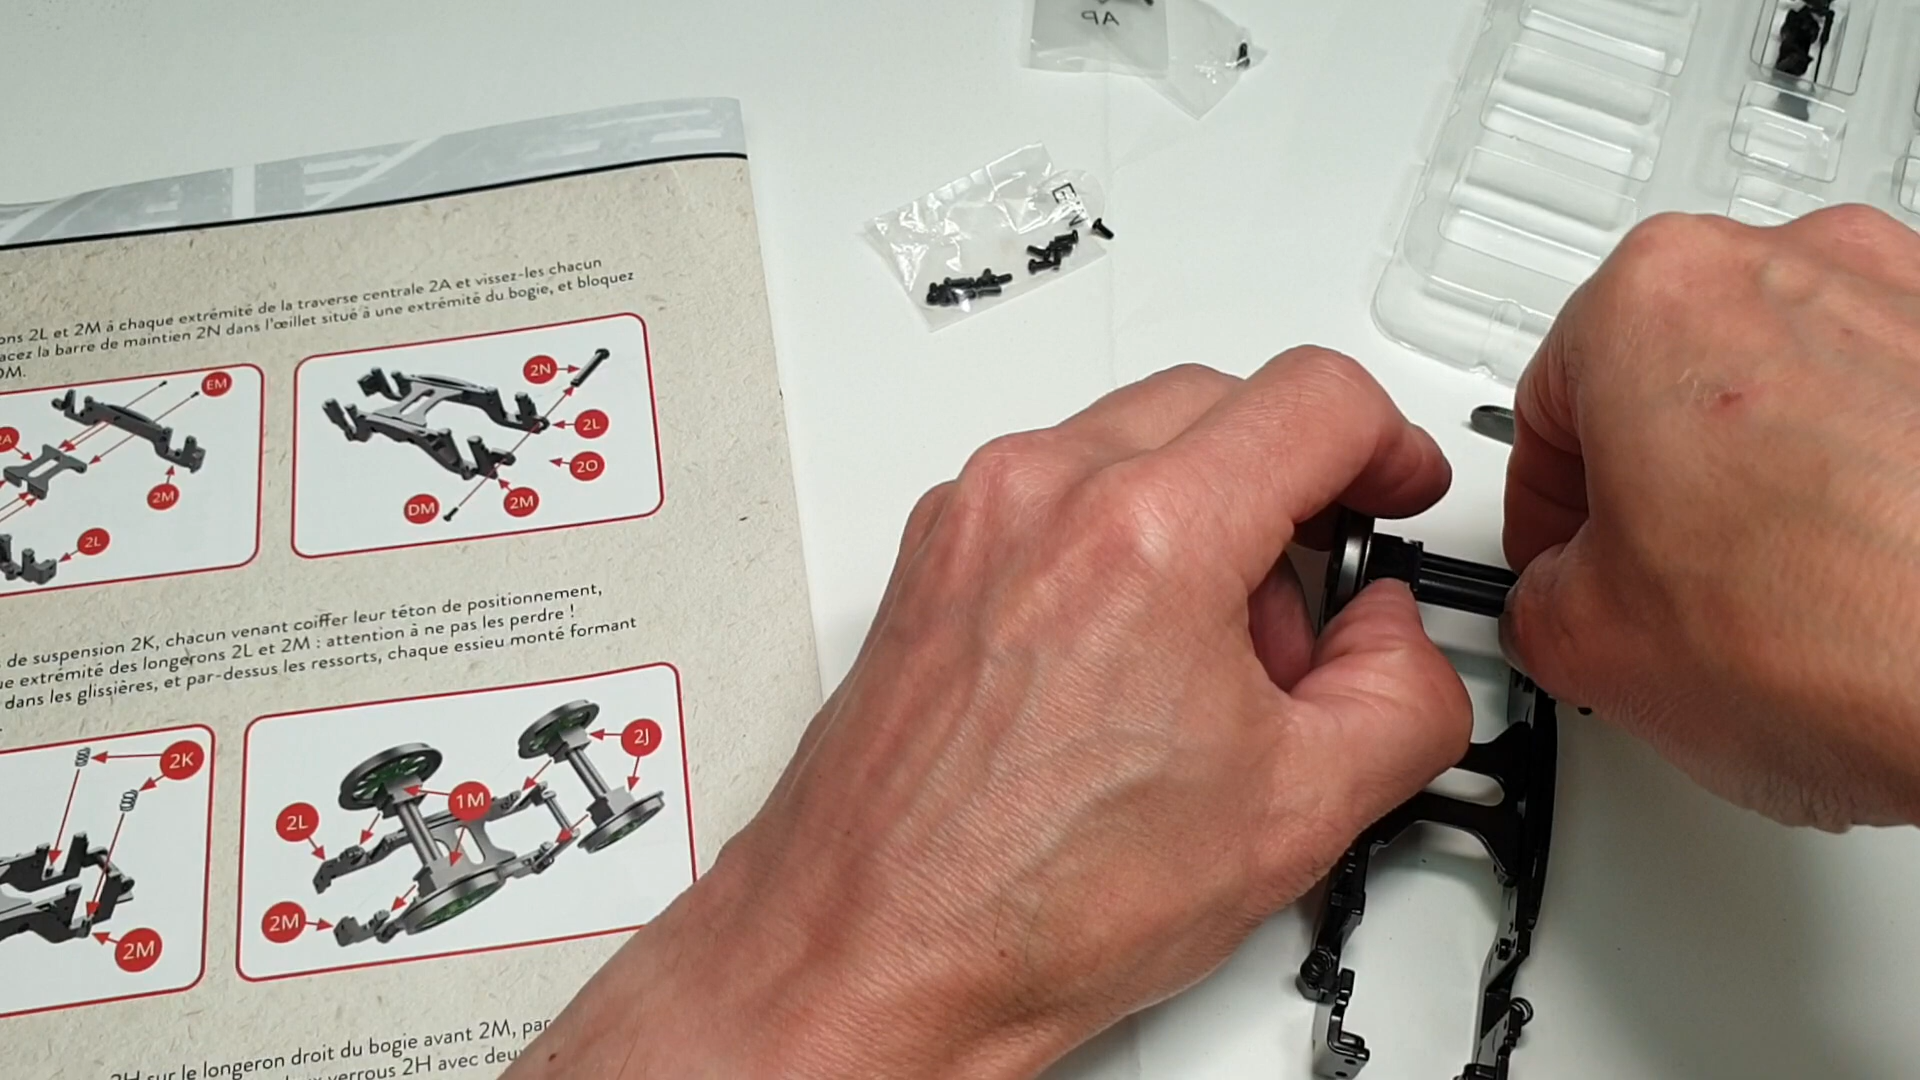 AP
EM
ons 2L et 2M à chaque extrémité de la traverse centrale 2A et vissez-les chacun
acez la barre de maintien 2N dans l'œillet situé à une extrémité du bogie, et bloquez
DM.
EM
2M
2L
2N
2L
2O
2M
DM
de suspension 2K, chacun venant coiffer leur téton de positionnement,
ue extrémité des longerons 2L et 2M : attention à ne pas les perdre !
dans les glissières, et par-dessus les ressorts, chaque essieu monté formant
2K
2M
2J
1M
2L
2M
sur le longeron droit du bogie avant 2M, par
verrous 2H avec deux